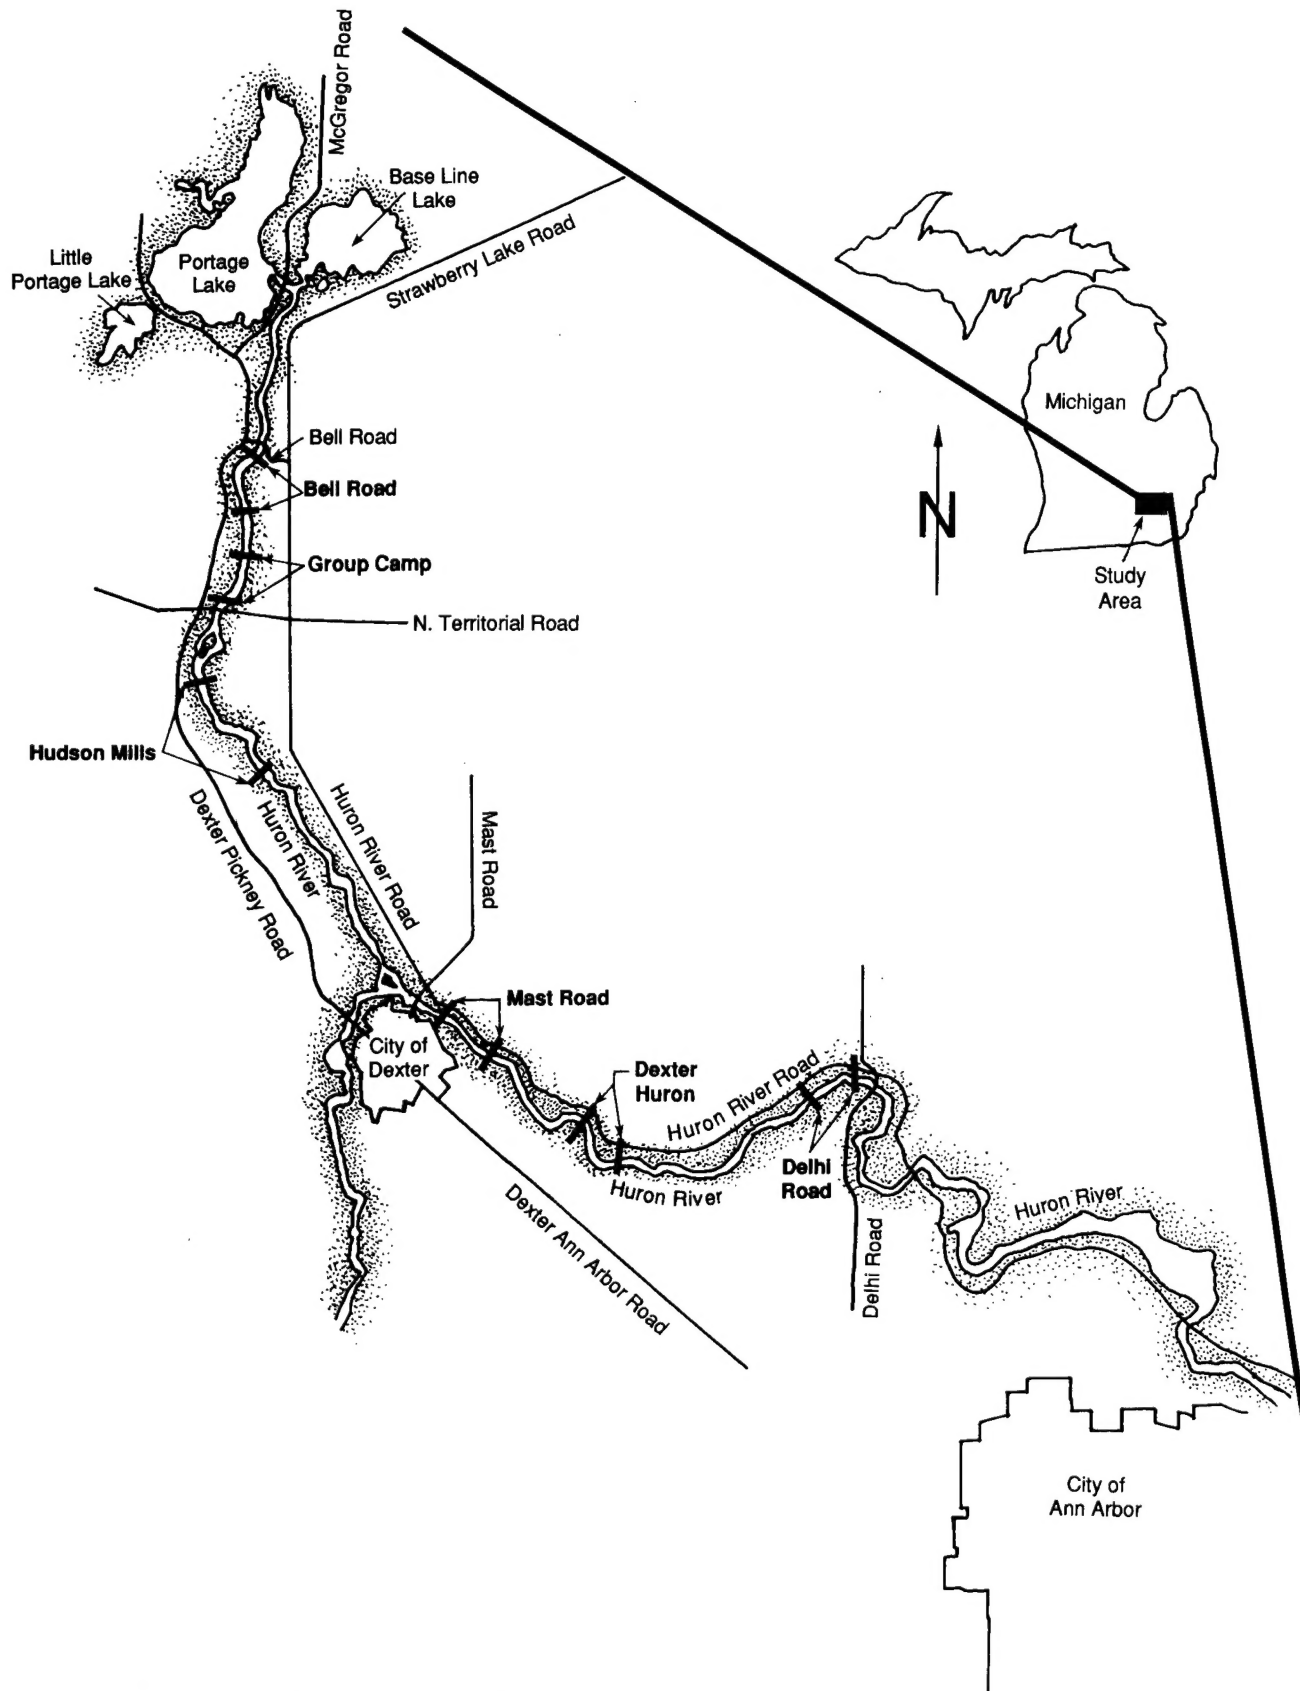 McGregor Road
Base Line
Lake
Strawberry Lake Road
Little
Portage Lake
Portage
Lake
Michigan
Bell Road
Bell Road
N
Group Camp
Study
Area
N. Territorial Road
Hudson Mills
Dexter Pickney Road
Huron River
Huron River Road
Mast Road
Mast Road
City of
Dexter
Dexter
Huron
Huron River Road
Delhi
Road
Huron River
Huron River
Dexter Ann Arbor Road
Delhi Road
City of
Ann Arbor